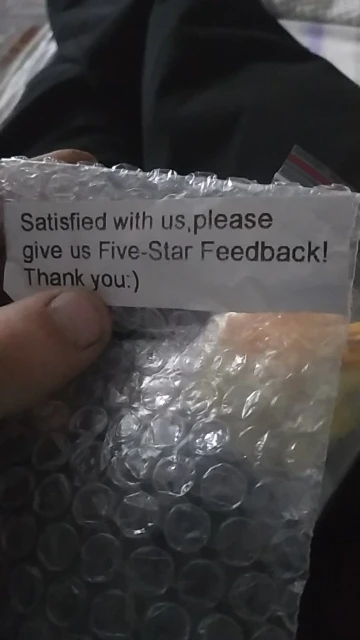 Satisfied with us,please
give us Five-Star Feedback!
Thank you:)